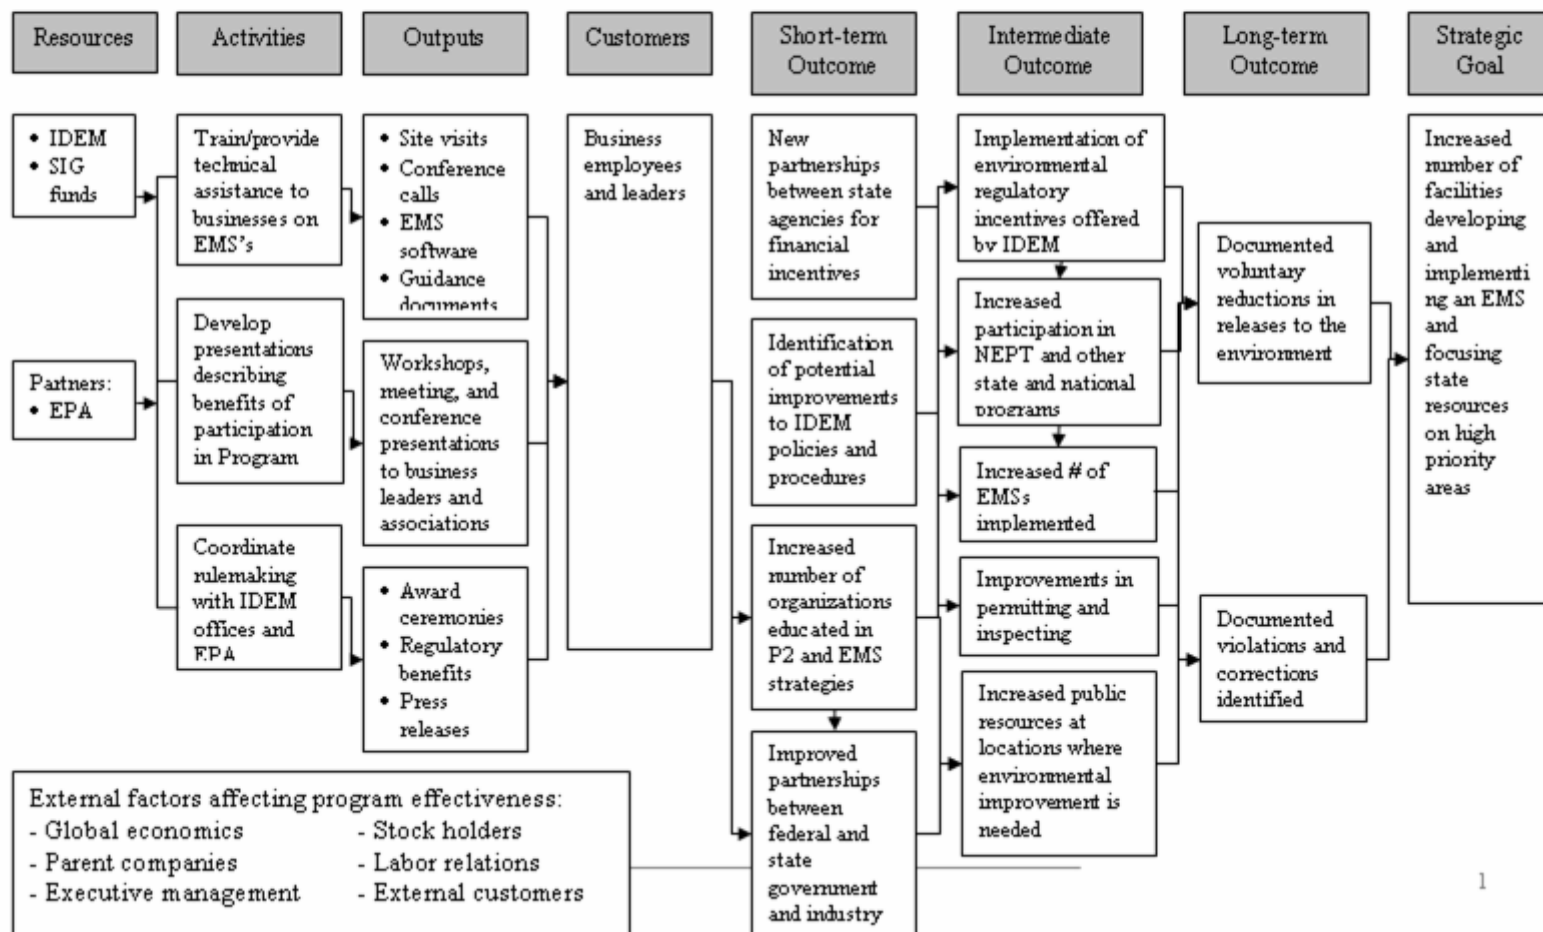 Resources
Activities
Outputs
Customers
Short-term
Outcome
Intermediate
Outcome
Long-term
Outcome
Strategic
Goal
• IDEM
• SIG
funds
Partners:
• EPA
Train/provide
technical
assistance to
businesses on
EMS's
Develop
presentations
describing
benefits of
participation
in Program
Coordinate
rulemaking
with IDEM
offices and
EPA
• Site visits
• Conference
calls
• EMS
software
• Guidance
documents
Workshops,
meeting, and
conference
presentations
to business
leaders and
associations
• Award
ceremonies
• Regulatory
benefits
• Press
releases
Business
employees
and leaders
New
partnerships
between state
agencies for
financial
incentives
Identification
of potential
improvements
to IDEM
policies and
procedures
Increased
number of
organizations
educated in
P2 and EMS
strategies
Improved
partnerships
between
federal and
state
government
and industry
Implementation of
environmental
regulatory
incentives offered
by IDEM
Increased
participation in
NEPT and other
state and national
programs
Increased # of
EMSs
implemented
Improvements in
permitting and
inspecting
Increased public
resources at
locations where
environmental
improvement is
needed
Documented
voluntary
reductions in
releases to the
environment
Documented
violations and
corrections
identified
Increased
number of
facilities
developing
and
implementi
ng an EMS
and
focusing
state
resources
on high
priority
areas
External factors affecting program effectiveness:
- Global economics - Stock holders
- Parent companies - Labor relations
- Executive management - External customers
1